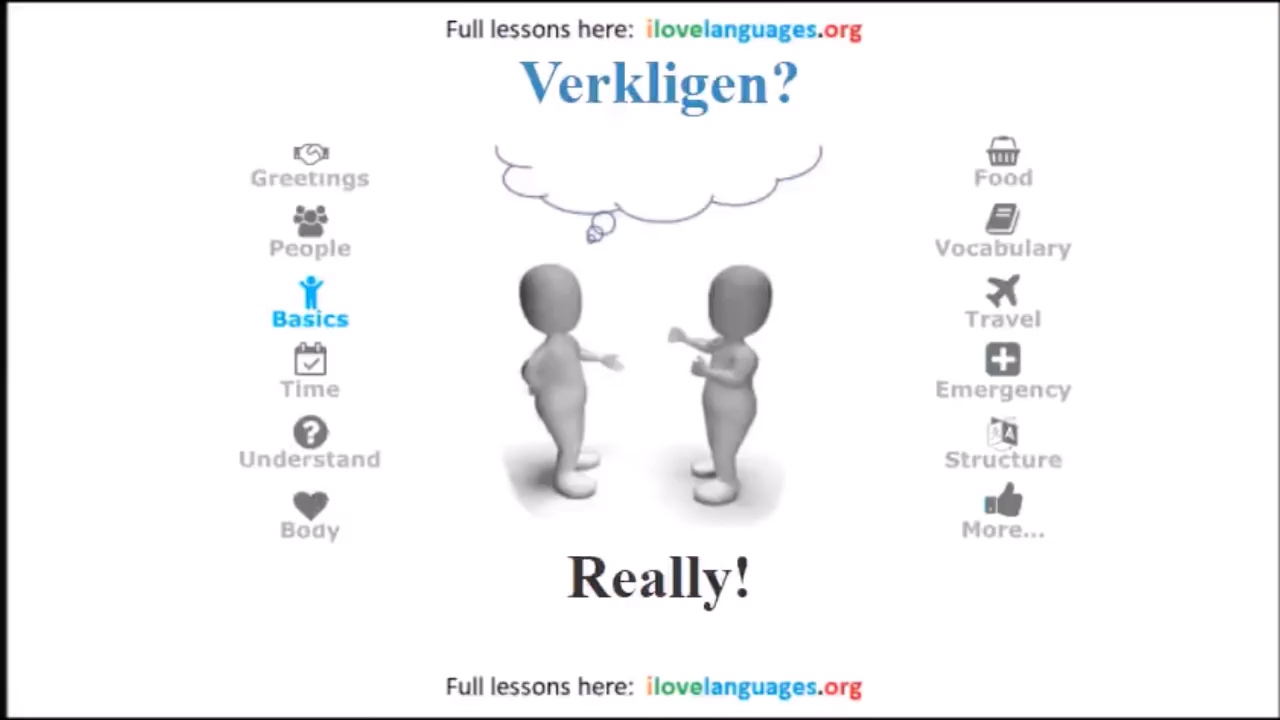 Full lessons here: ilovelanguages.org
Verkligen?
Greetings
People
Basics
Time
Understand
Body
Food
Vocabulary
Travel
Emergency
Structure
More...
Really!
Full lessons here: ilovelanguages.org